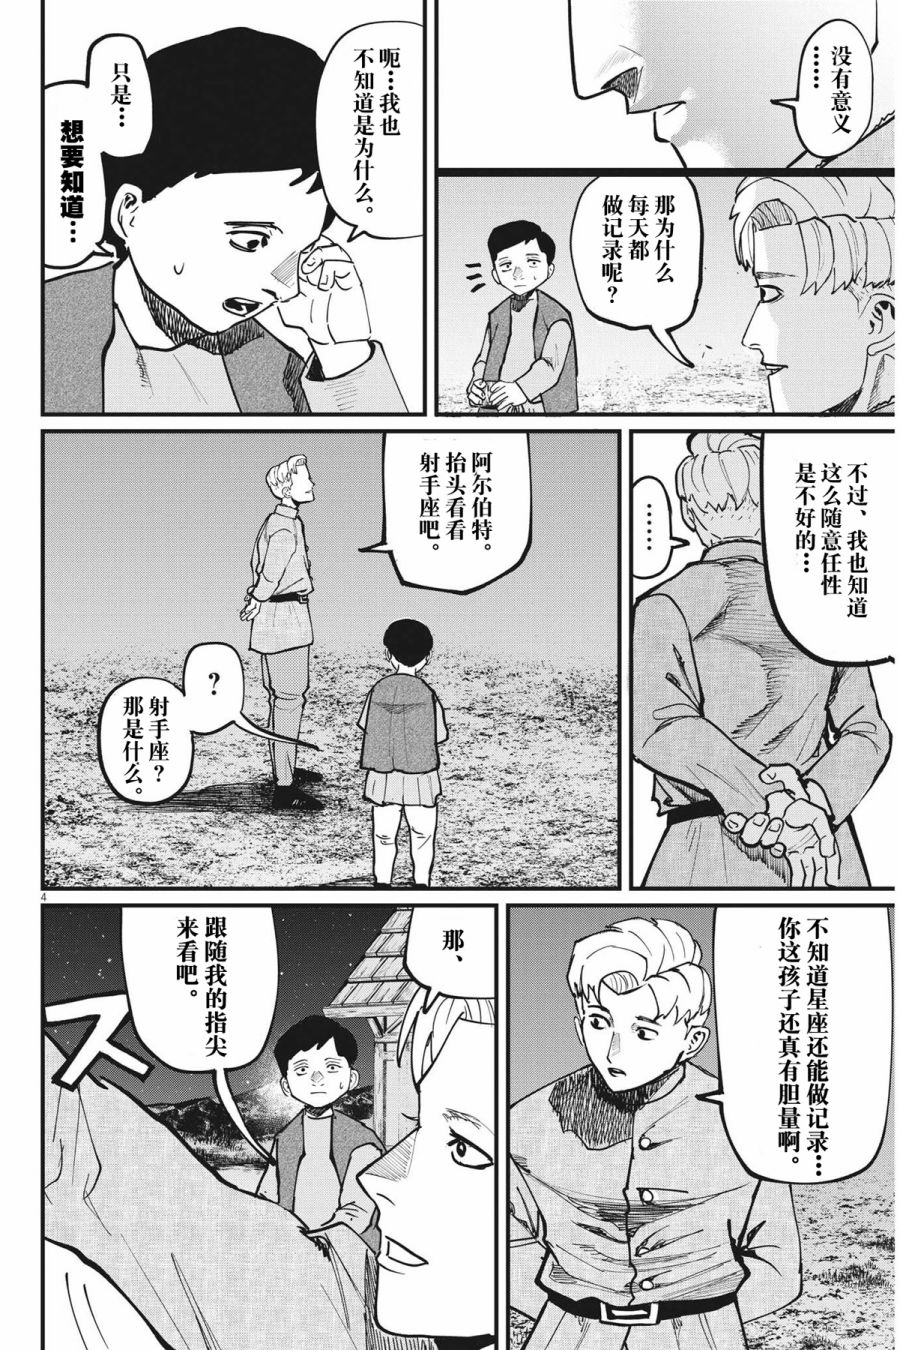 没有意义
……
那为什么
每天都
做记录呢？
呃…我也
不知道是为什么。
只是…
想要知道…
不过、我也知道
这么随意任性
是不好的…
……
阿尔伯特。
抬头看看
射手座吧。
？
射手座？
那是什么。
不知道星座还能做记录…
你这孩子还真有胆量啊。
那、
跟随我的指尖
来看吧。
ス
4